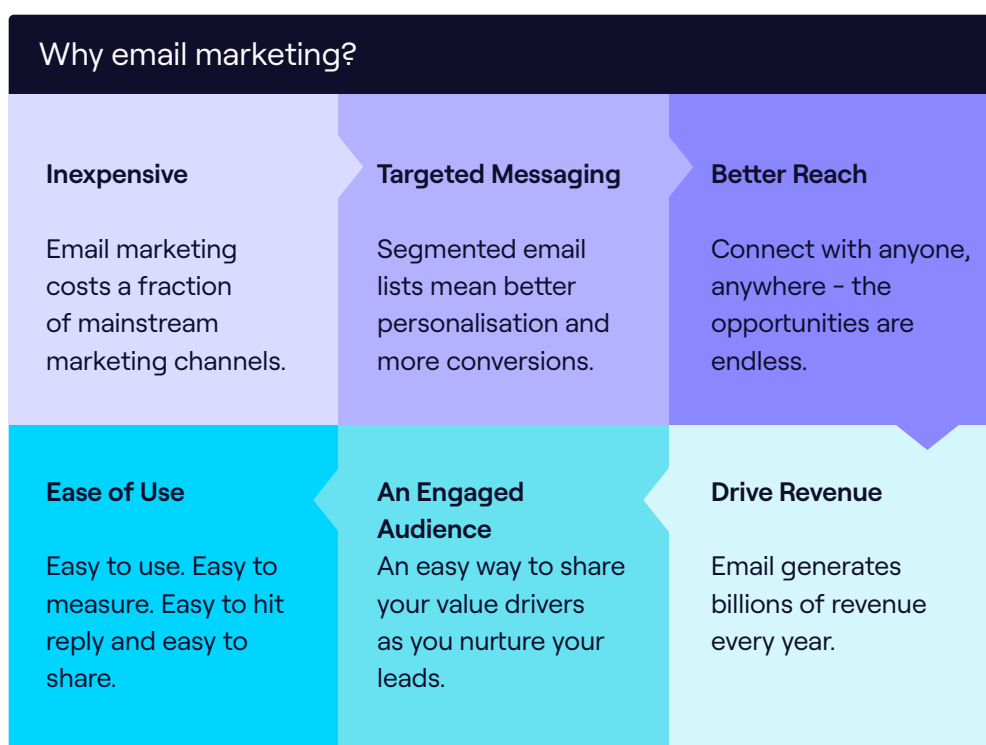 Why email marketing?
Inexpensive
Email marketing
costs a fraction
of mainstream
marketing channels.
Targeted Messaging
Segmented email
lists mean better
personalisation and
more conversions.
Better Reach
Connect with anyone,
anywhere - the
opportunities are
endless.
Drive Revenue
Email generates
billions of revenue
every year.
An Engaged
Audience
An easy way to share
your value drivers
as you nurture your
leads.
Ease of Use
Easy to use. Easy to
measure. Easy to hit
reply and easy to
share.